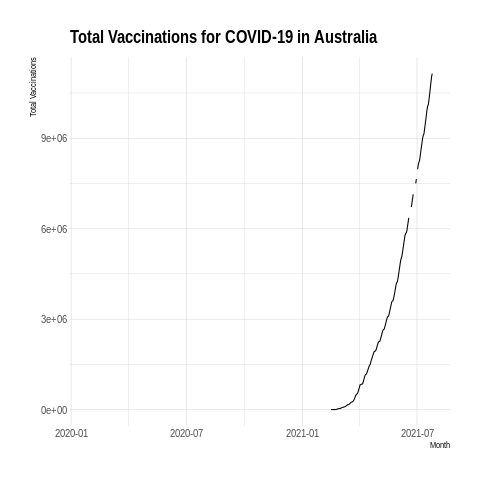 Total Vaccinations for COVID-19 in Australia
Total Vaccinations
9e+06
6e+06
3e+06
0e+00
2020-01 2020-07 2021-01 2021-07
Month